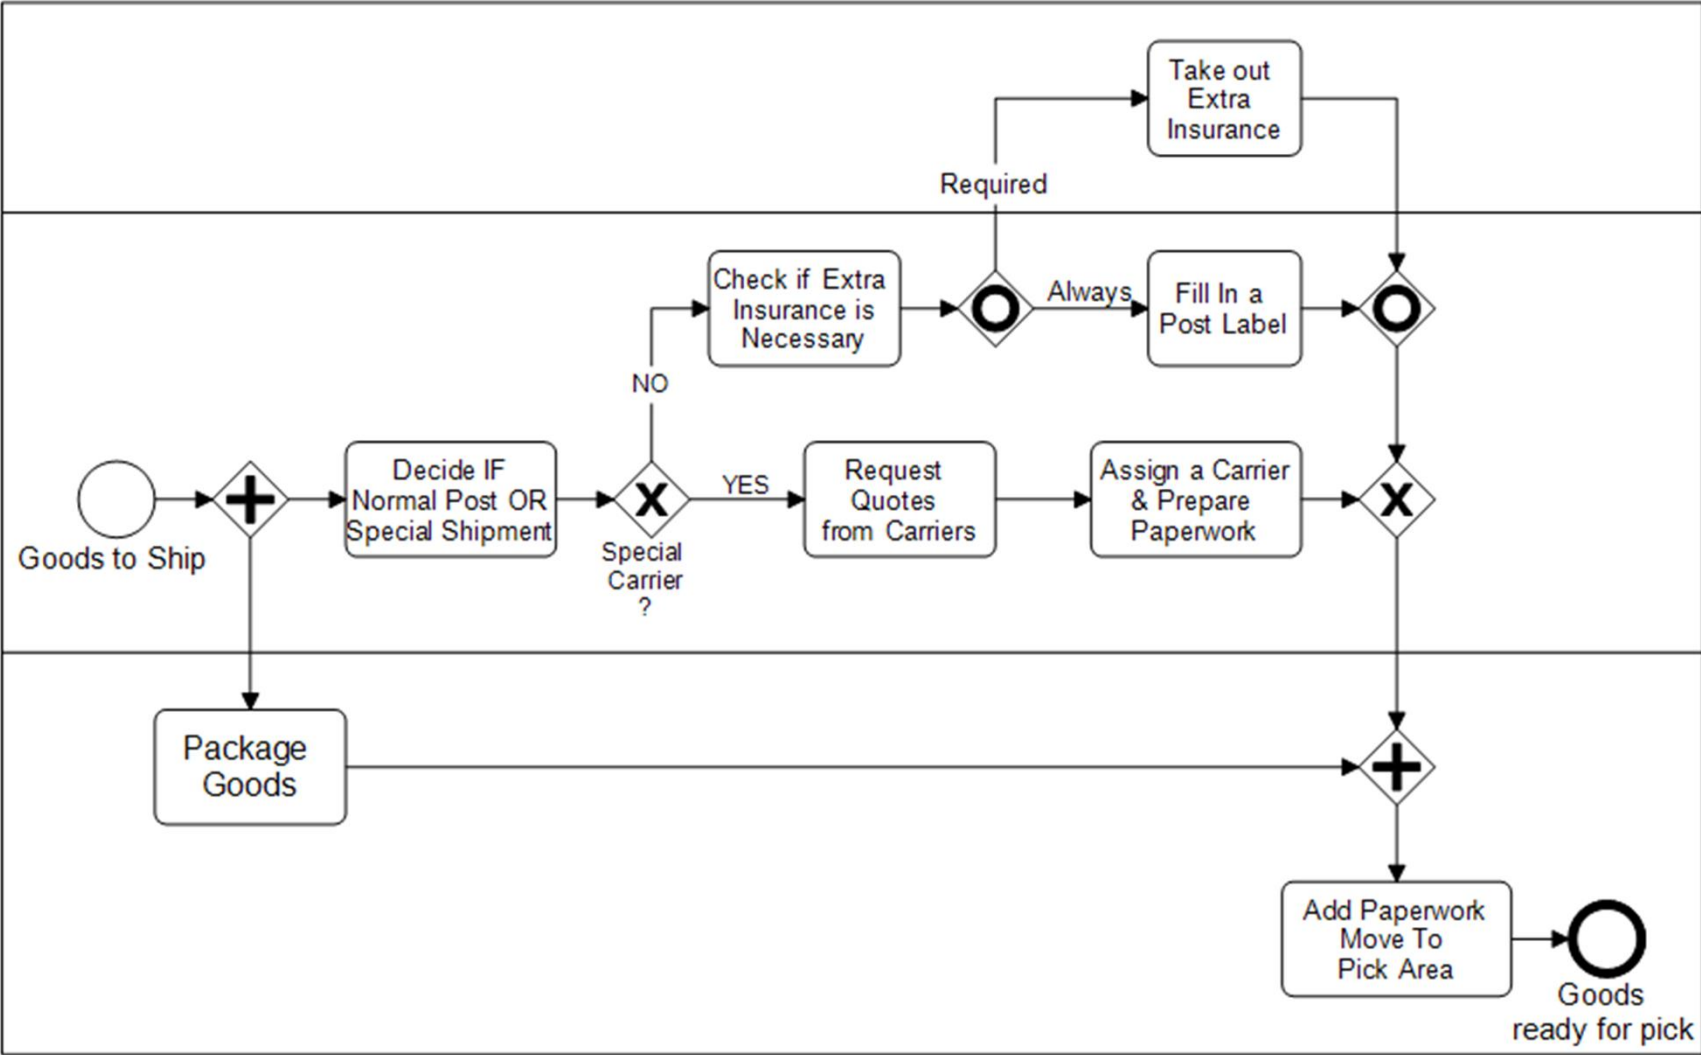 Take out
Extra
Insurance
Required
Check if Extra
Insurance is
Necessary
Always
Fill In a
Post Label
NO
Goods to Ship
Decide IF
Normal Post OR
Special Shipment
Special
Carrier
?
YES
Request
Quotes
from Carriers
Assign a Carrier
& Prepare
Paperwork
Package
Goods
Add Paperwork
Move To
Pick Area
Goods
ready for pick